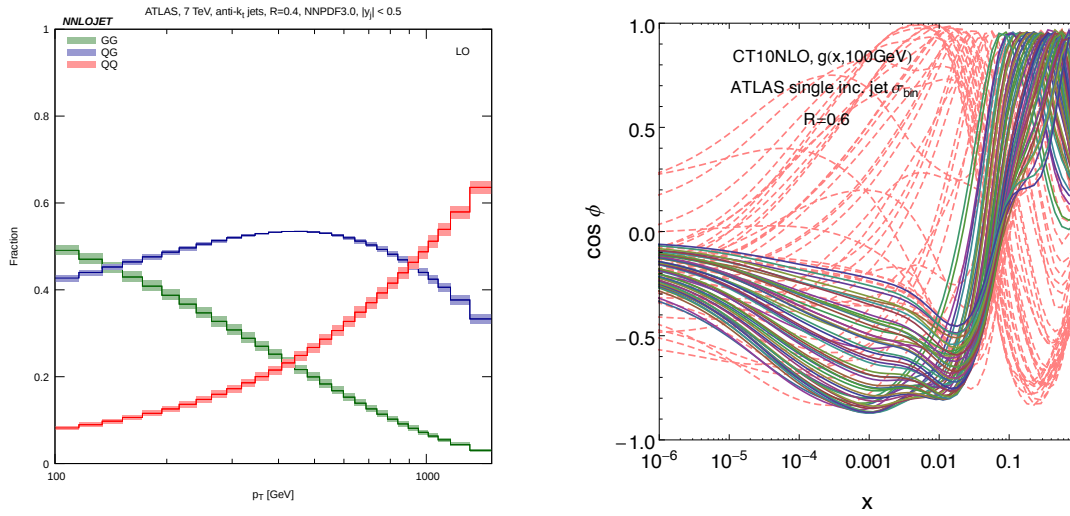 ATLAS, 7 TeV, anti-kt jets, R=0.4, NNPDF3.0, |yj| < 0.5
NNLOJET
GG
QG
QQ
LO
1
0.8
0.6
0.4
0.2
0
Fraction
100
1000
pT [GeV]
CT10NLO, g(x,100GeV)
ATLAS single inc. jet σbin
R=0.6
1.0
0.5
0.0
−0.5
−1.0
cos ϕ
10−6
10−5
10−4
0.001
0.01
0.1
x